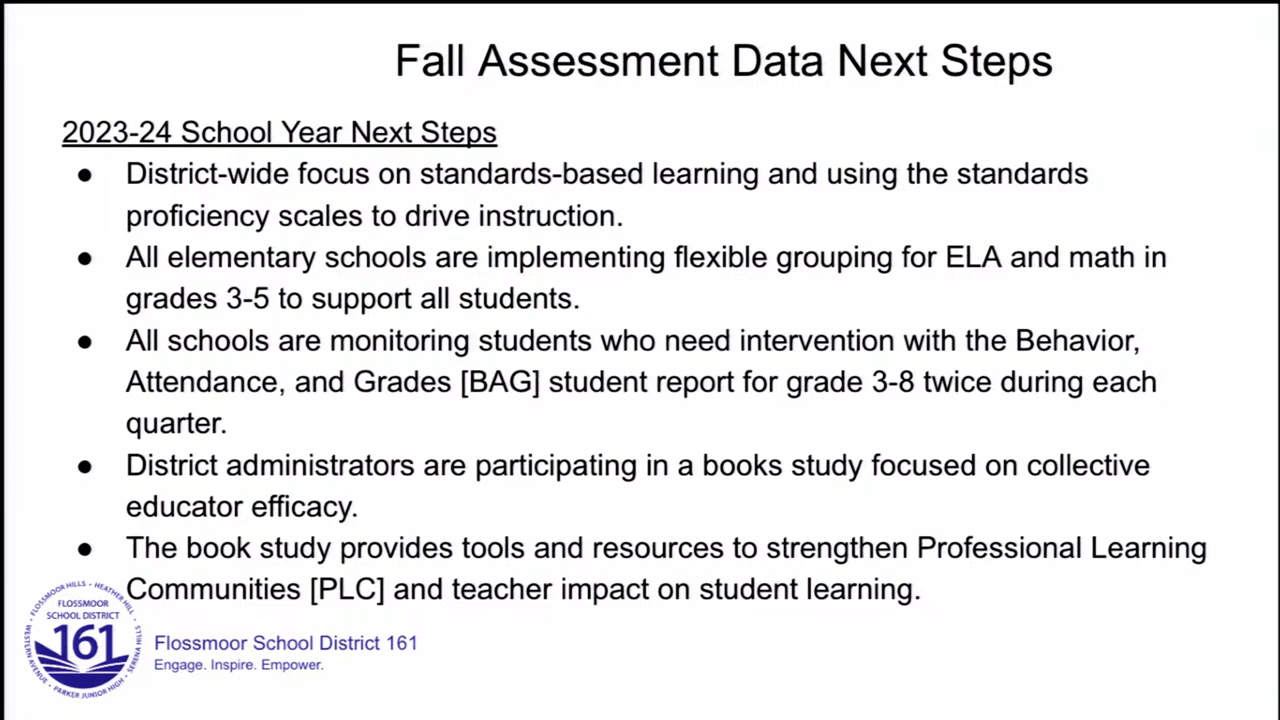 Fall Assessment Data Next Steps
2023-24 School Year Next Steps
● District-wide focus on standards-based learning and using the standards
proficiency scales to drive instruction.
● All elementary schools are implementing flexible grouping for ELA and math in
grades 3-5 to support all students.
● All schools are monitoring students who need intervention with the Behavior,
Attendance, and Grades [BAG] student report for grade 3-8 twice during each
quarter.
● District administrators are participating in a books study focused on collective
educator efficacy.
● The book study provides tools and resources to strengthen Professional Learning
Communities [PLC] and teacher impact on student learning.
FLOSSMOOR HILLS • HEATHER HILL • SERENA HILLS • PARKER JUNIOR HIGH • WESTERN AVENUE •
FLOSSMOOR
SCHOOL DISTRICT
161
Flossmoor School District 161
Engage. Inspire. Empower.